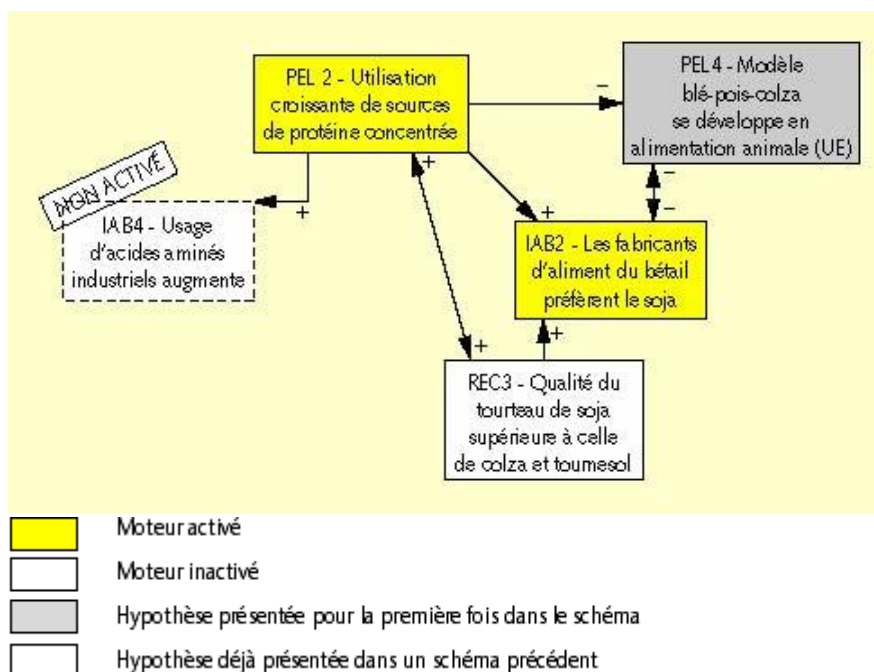 PEL 2 - Utilisation
croissante de sources
de protéine concentrée
PEL4 - Modèle
blé-pois-colza
se développe en
alimentation animale (UE)
–
+
+
–
–
+
NON ACTIVÉ
IAB4 - Usage
d'acides aminés
industriels augmente
IAB2 - Les fabricants
d'aliment du bétail
préfèrent le soja
+
+
REC3 - Qualité du
tourteau de soja
supérieure à celle
de colza et tournesol
Moteur activé
Moteur inactivé
Hypothèse présentée pour la première fois dans le schéma
Hypothèse déjà présentée dans un schéma précédent